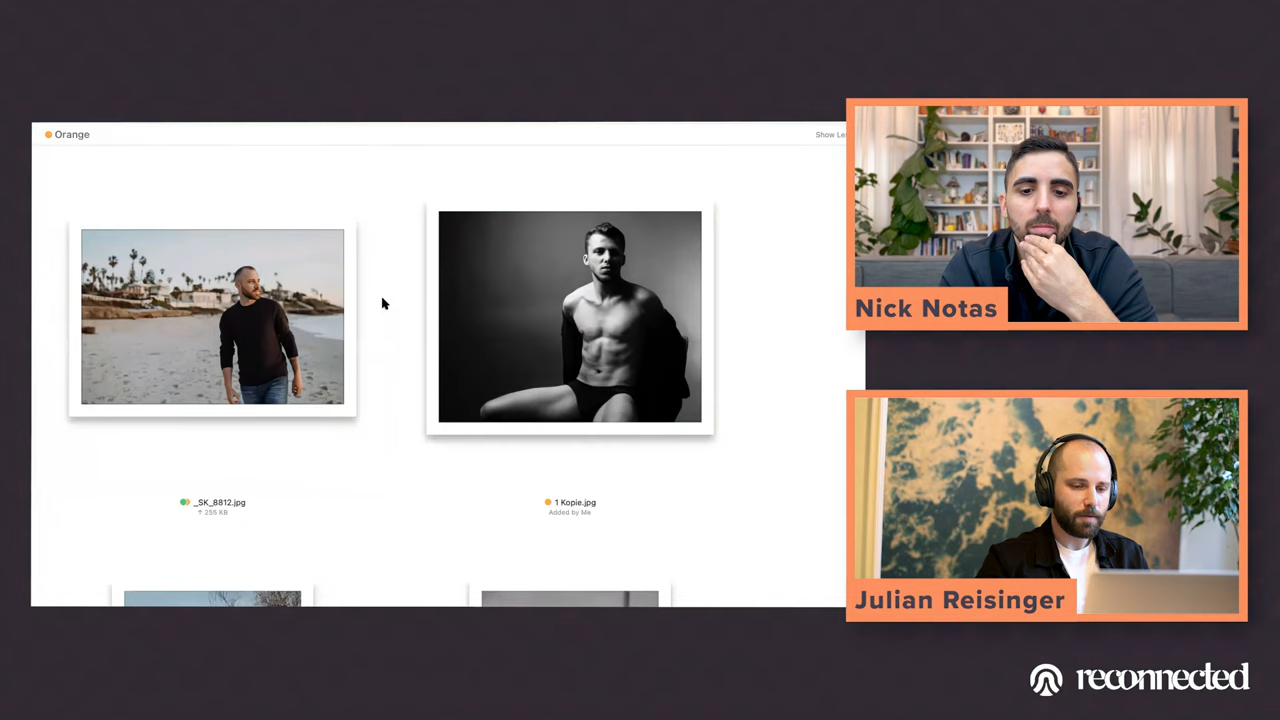 Orange
Show Le
_SK_8812.jpg
↑ 255 KB
1 Kopie.jpg
Added by Me
Nick Notas
Julian Reisinger
reconnected